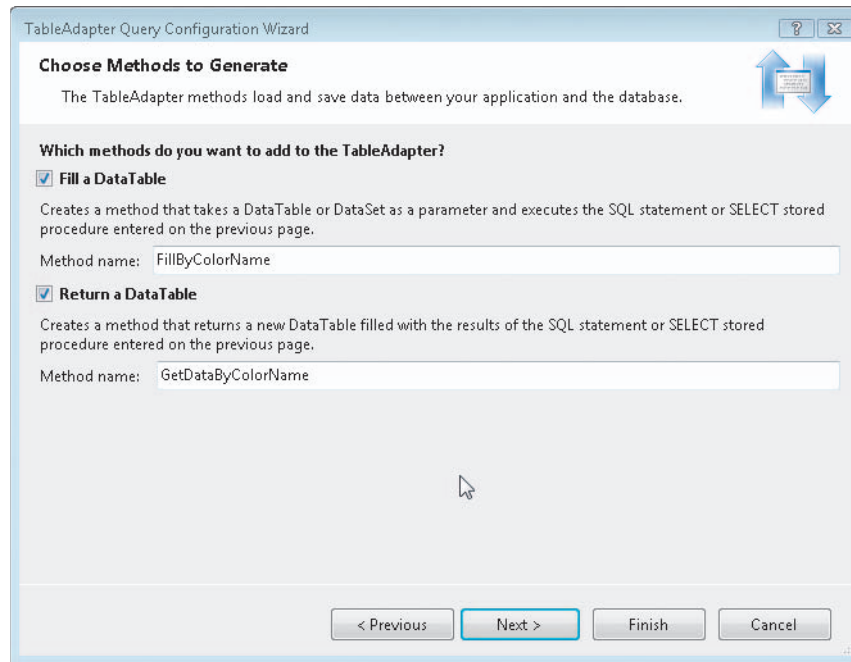 TableAdapter Query Configuration Wizard
Choose Methods to Generate
The TableAdapter methods load and save data between your application and the database.
Which methods do you want to add to the TableAdapter?
Fill a DataTable
Creates a method that takes a DataTable or DataSet as a parameter and executes the SQL statement or SELECT stored
procedure entered on the previous page.
Method name: FillByColorName
Return a DataTable
Creates a method that returns a new DataTable filled with the results of the SQL statement or SELECT stored
procedure entered on the previous page.
Method name: GetDataByColorName
< Previous Next > Finish Cancel